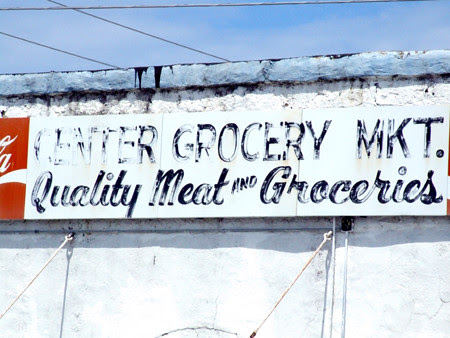 CENTER GROCERY MKT.
Quality Meat AND Groceries.